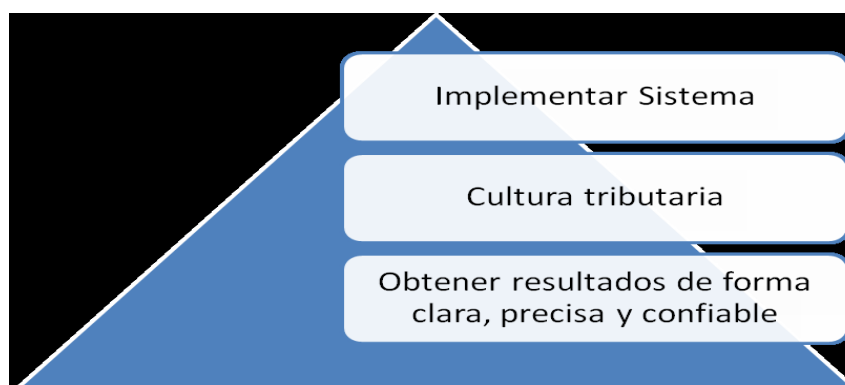 Implementar Sistema
Cultura tributaria
Obtener resultados de forma
clara, precisa y confiable